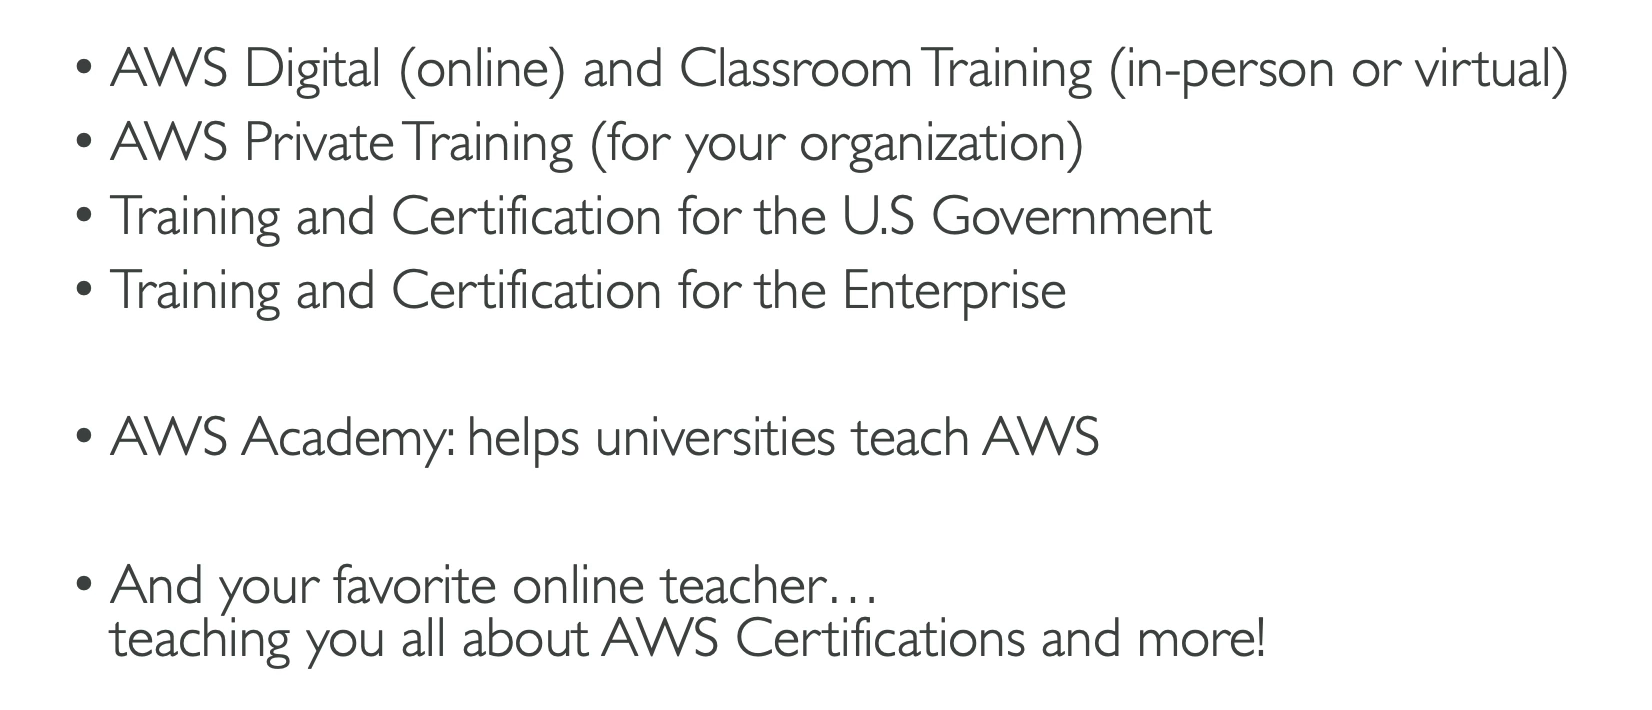 • AWS Digital (online) and Classroom Training (in-person or virtual)
• AWS Private Training (for your organization)
• Training and Certification for the U.S Government
• Training and Certification for the Enterprise
• AWS Academy: helps universities teach AWS
• And your favorite online teacher…
teaching you all about AWS Certifications and more!